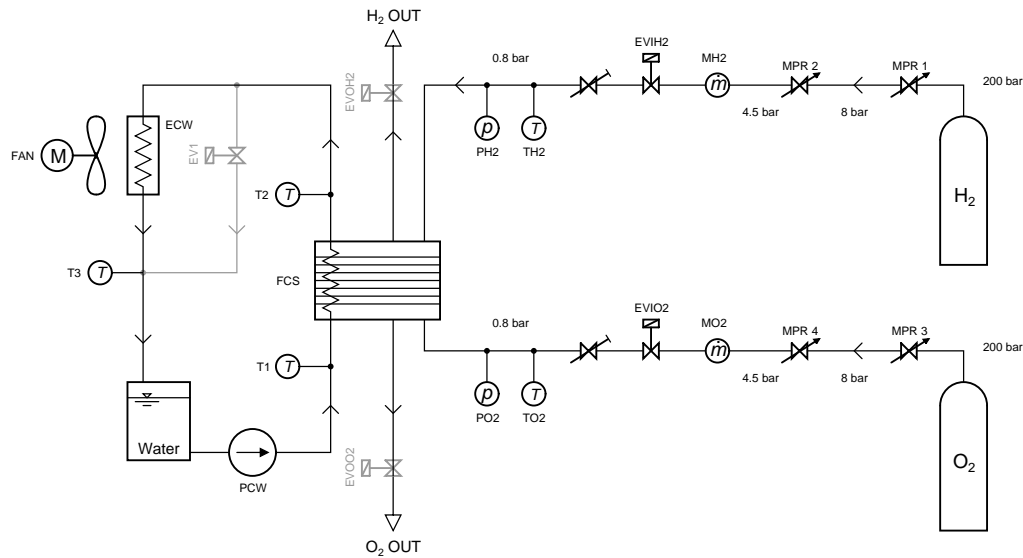 H2 OUT
EVIH2
0.8 bar
MH2
MPR 2
MPR 1
200 bar
ṁ
4.5 bar
8 bar
EVOH2
ECW
FAN
M
EV1
p
T
PH2
TH2
H2
T2
T
T3
T
FCS
EVIO2
0.8 bar
MO2
MPR 4
MPR 3
200 bar
ṁ
4.5 bar
8 bar
T1
T
p
T
PO2
TO2
Water
PCW
EVOO2
O2
O2 OUT